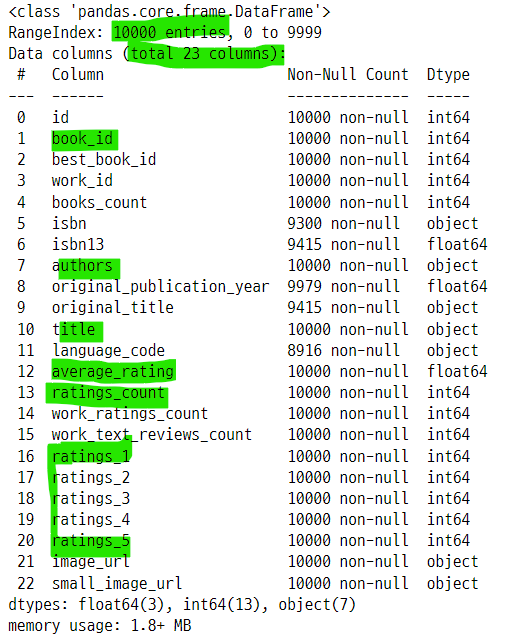 <class 'pandas.core.frame.DataFrame'>
RangeIndex: 10000 entries, 0 to 9999
Data columns (total 23 columns):
 #   Column                     Non-Null Count  Dtype
---  ------                     --------------  -----
 0   id                         10000 non-null  int64
 1   book_id                    10000 non-null  int64
 2   best_book_id               10000 non-null  int64
 3   work_id                    10000 non-null  int64
 4   books_count                10000 non-null  int64
 5   isbn                       9300 non-null   object
 6   isbn13                     9415 non-null   float64
 7   authors                    10000 non-null  object
 8   original_publication_year  9979 non-null   float64
 9   original_title             9415 non-null   object
 10  title                      10000 non-null  object
 11  language_code              8916 non-null   object
 12  average_rating             10000 non-null  float64
 13  ratings_count              10000 non-null  int64
 14  work_ratings_count         10000 non-null  int64
 15  work_text_reviews_count    10000 non-null  int64
 16  ratings_1                  10000 non-null  int64
 17  ratings_2                  10000 non-null  int64
 18  ratings_3                  10000 non-null  int64
 19  ratings_4                  10000 non-null  int64
 20  ratings_5                  10000 non-null  int64
 21  image_url                  10000 non-null  object
 22  small_image_url            10000 non-null  object
dtypes: float64(3), int64(13), object(7)
memory usage: 1.8+ MB